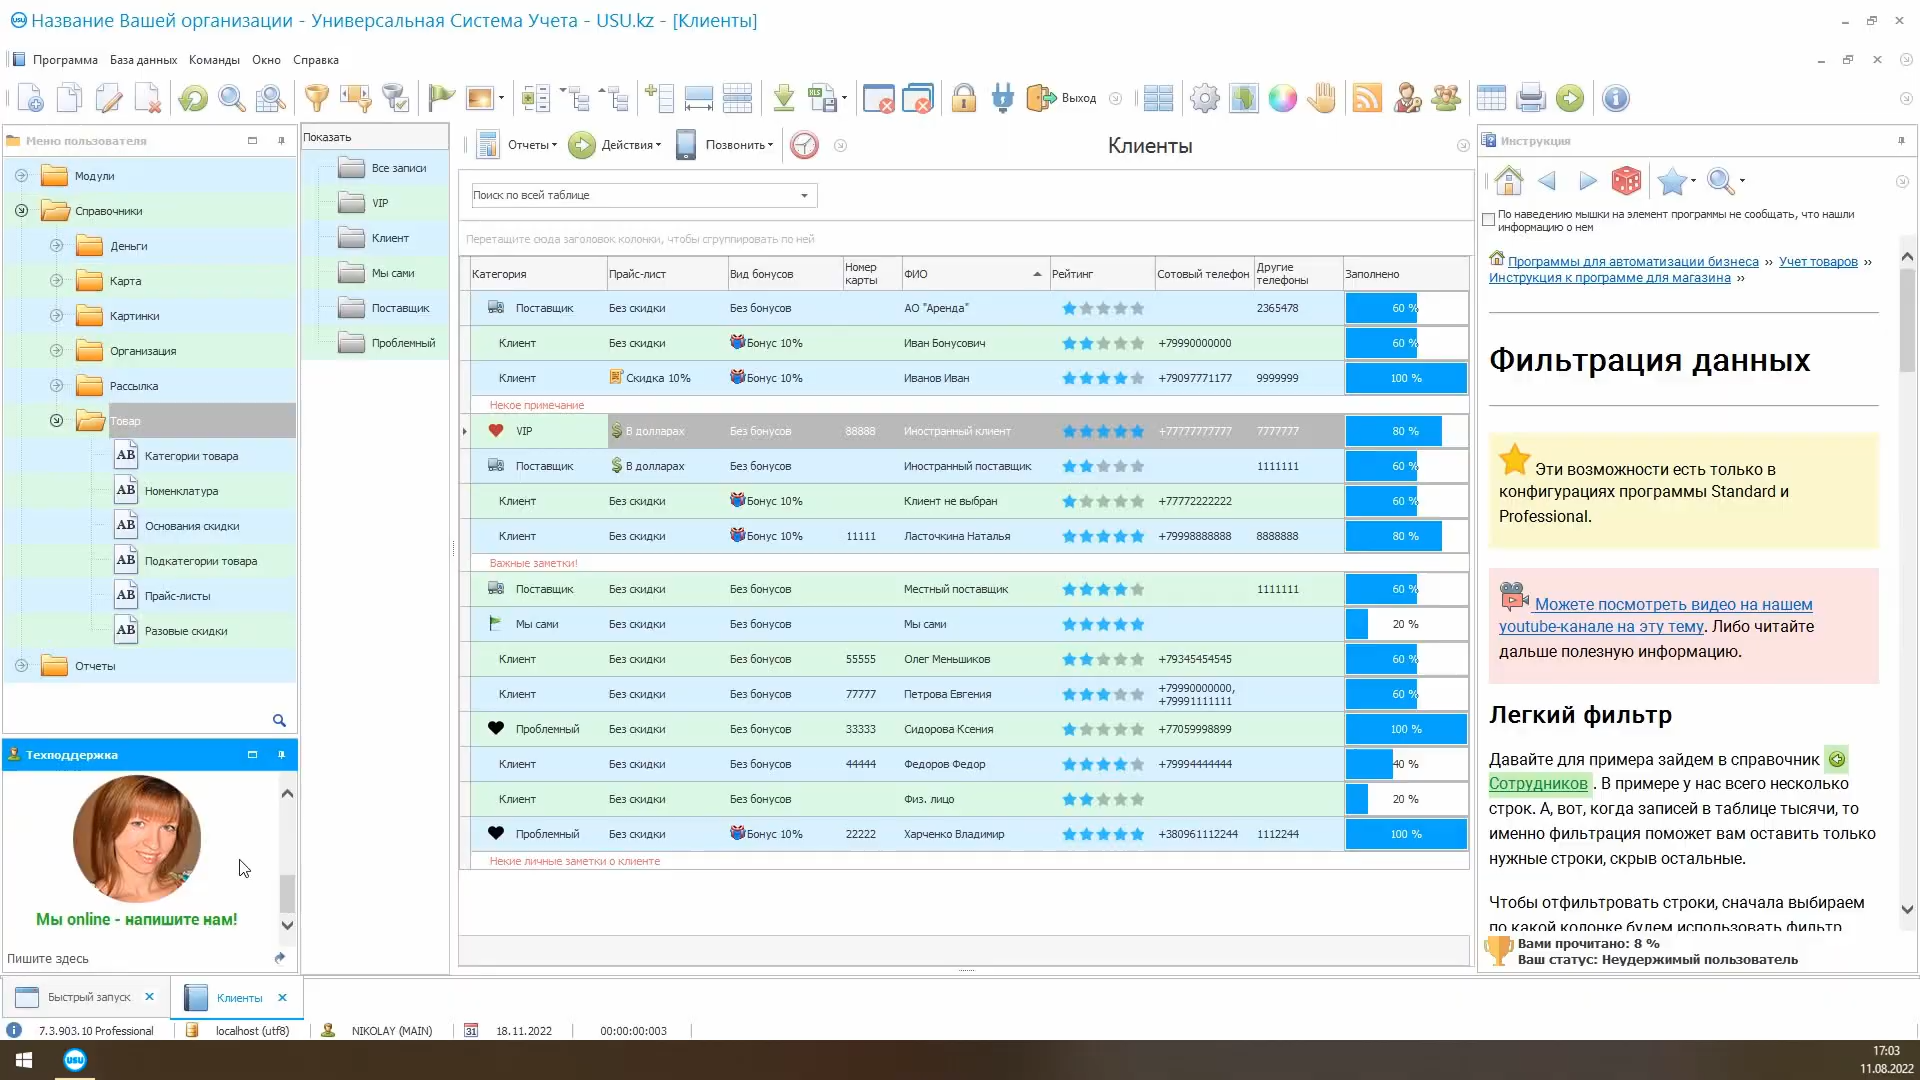 Название Вашей организации - Универсальная Система Учета - USU.kz - [Клиенты]
Программа База данных Команды Окно Справка
Выход
Меню пользователя
Модули
Справочники
Деньги
Карта
Картинки
Организация
Рассылка
Товар
Категории товара
Номенклатура
Основания скидки
Подкатегории товара
Прайс-листы
Разовые скидки
Отчеты
Техподдержка
Мы online - напишите нам!
Пишите здесь
Показать
Все записи
VIP
Клиент
Мы сами
Поставщик
Проблемный
Отчеты Действия Позвонить
Клиенты
Поиск по всей таблице
Перетащите сюда заголовок колонки, чтобы сгруппировать по ней
Категория Прайс-лист Вид бонусов Номер карты ФИО Рейтинг Сотовый телефон Другие телефоны Заполнено
Поставщик Без скидки Без бонусов АО "Аренда" 2365478 60 %
Клиент Без скидки Бонус 10% Иван Бонусович +79990000000 60 %
Клиент Скидка 10% Бонус 10% Иванов Иван +79097771177 9999999 100 %
Некое примечание
VIP В долларах Без бонусов 88888 Иностранный клиент +77777777777 7777777 80 %
Поставщик В долларах Без бонусов Иностранный поставщик 1111111 60 %
Клиент Без скидки Бонус 10% Клиент не выбран +77772222222 60 %
Клиент Без скидки Бонус 10% 11111 Ласточкина Наталья +79998888888 8888888 80 %
Важные заметки!
Поставщик Без скидки Без бонусов Местный поставщик 1111111 60 %
Мы сами Без скидки Без бонусов Мы сами 20 %
Клиент Без скидки Без бонусов 55555 Олег Меньшиков +79345454545 60 %
Клиент Без скидки Без бонусов 77777 Петрова Евгения +79990000000, +79991111111 60 %
Проблемный Без скидки Без бонусов 33333 Сидорова Ксения +77059998899 100 %
Клиент Без скидки Без бонусов 44444 Федоров Федор +79994444444 40 %
Клиент Без скидки Без бонусов Физ. лицо 20 %
Проблемный Без скидки Бонус 10% 22222 Харченко Владимир +380961112244 1112244 100 %
Некие личные заметки о клиенте
Инструкция
По наведению мышки на элемент программы не сообщать, что нашли
информацию о нем
Программы для автоматизации бизнеса ›› Учет товаров ››
Инструкция к программе для магазина ››
Фильтрация данных
Эти возможности есть только в
конфигурациях программы Standard и
Professional.
Можете посмотреть видео на нашем
youtube-канале на эту тему. Либо читайте
дальше полезную информацию.
Легкий фильтр
Давайте для примера зайдем в справочник
Сотрудников . В примере у нас всего несколько
строк. А, вот, когда записей в таблице тысячи, то
именно фильтрация поможет вам оставить только
нужные строки, скрыв остальные.
Чтобы отфильтровать строки, сначала выбираем
по какой колонке будем использовать фильтр.
Вами прочитано: 8 %
Ваш статус: Неудержимый пользователь
Быстрый запуск Клиенты
7.3.903.10 Professional localhost (utf8) NIKOLAY (MAIN) 18.11.2022 00:00:00:003
USU
17:03
11.08.2022